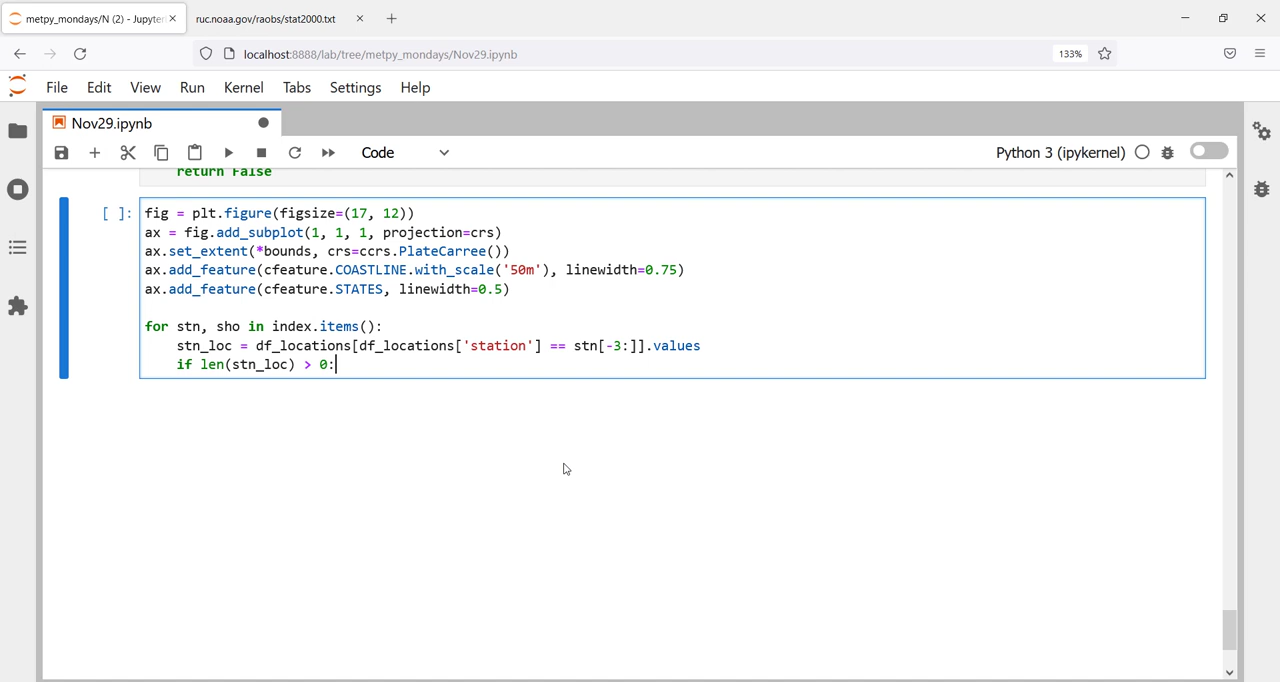 metpy_mondays/N (2) - Jupyter
ruc.noaa.gov/raobs/stat2000.txt
localhost:8888/lab/tree/metpy_mondays/Nov29.ipynb
133%
File Edit View Run Kernel Tabs Settings Help
Nov29.ipynb
Code
Python 3 (ipykernel)
return False
[ ]:
fig = plt.figure(figsize=(17, 12))
ax = fig.add_subplot(1, 1, 1, projection=crs)
ax.set_extent(*bounds, crs=ccrs.PlateCarree())
ax.add_feature(cfeature.COASTLINE.with_scale('50m'), linewidth=0.75)
ax.add_feature(cfeature.STATES, linewidth=0.5)
for stn, sho in index.items():
stn_loc = df_locations[df_locations['station'] == stn[-3:]].values
if len(stn_loc) > 0: